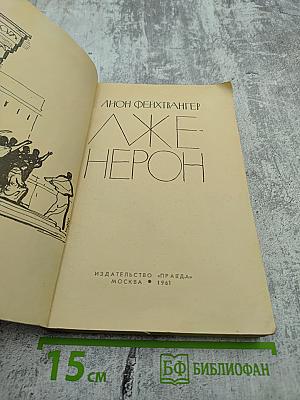 ЛИОН ФЕЙХТВАНГЕР
ЛЖЕ-
НЕРОН
ИЗДАТЕЛЬСТВО «ПРАВДА»
МОСКВА • 1961
15 см
БФ БИБЛИОФАН